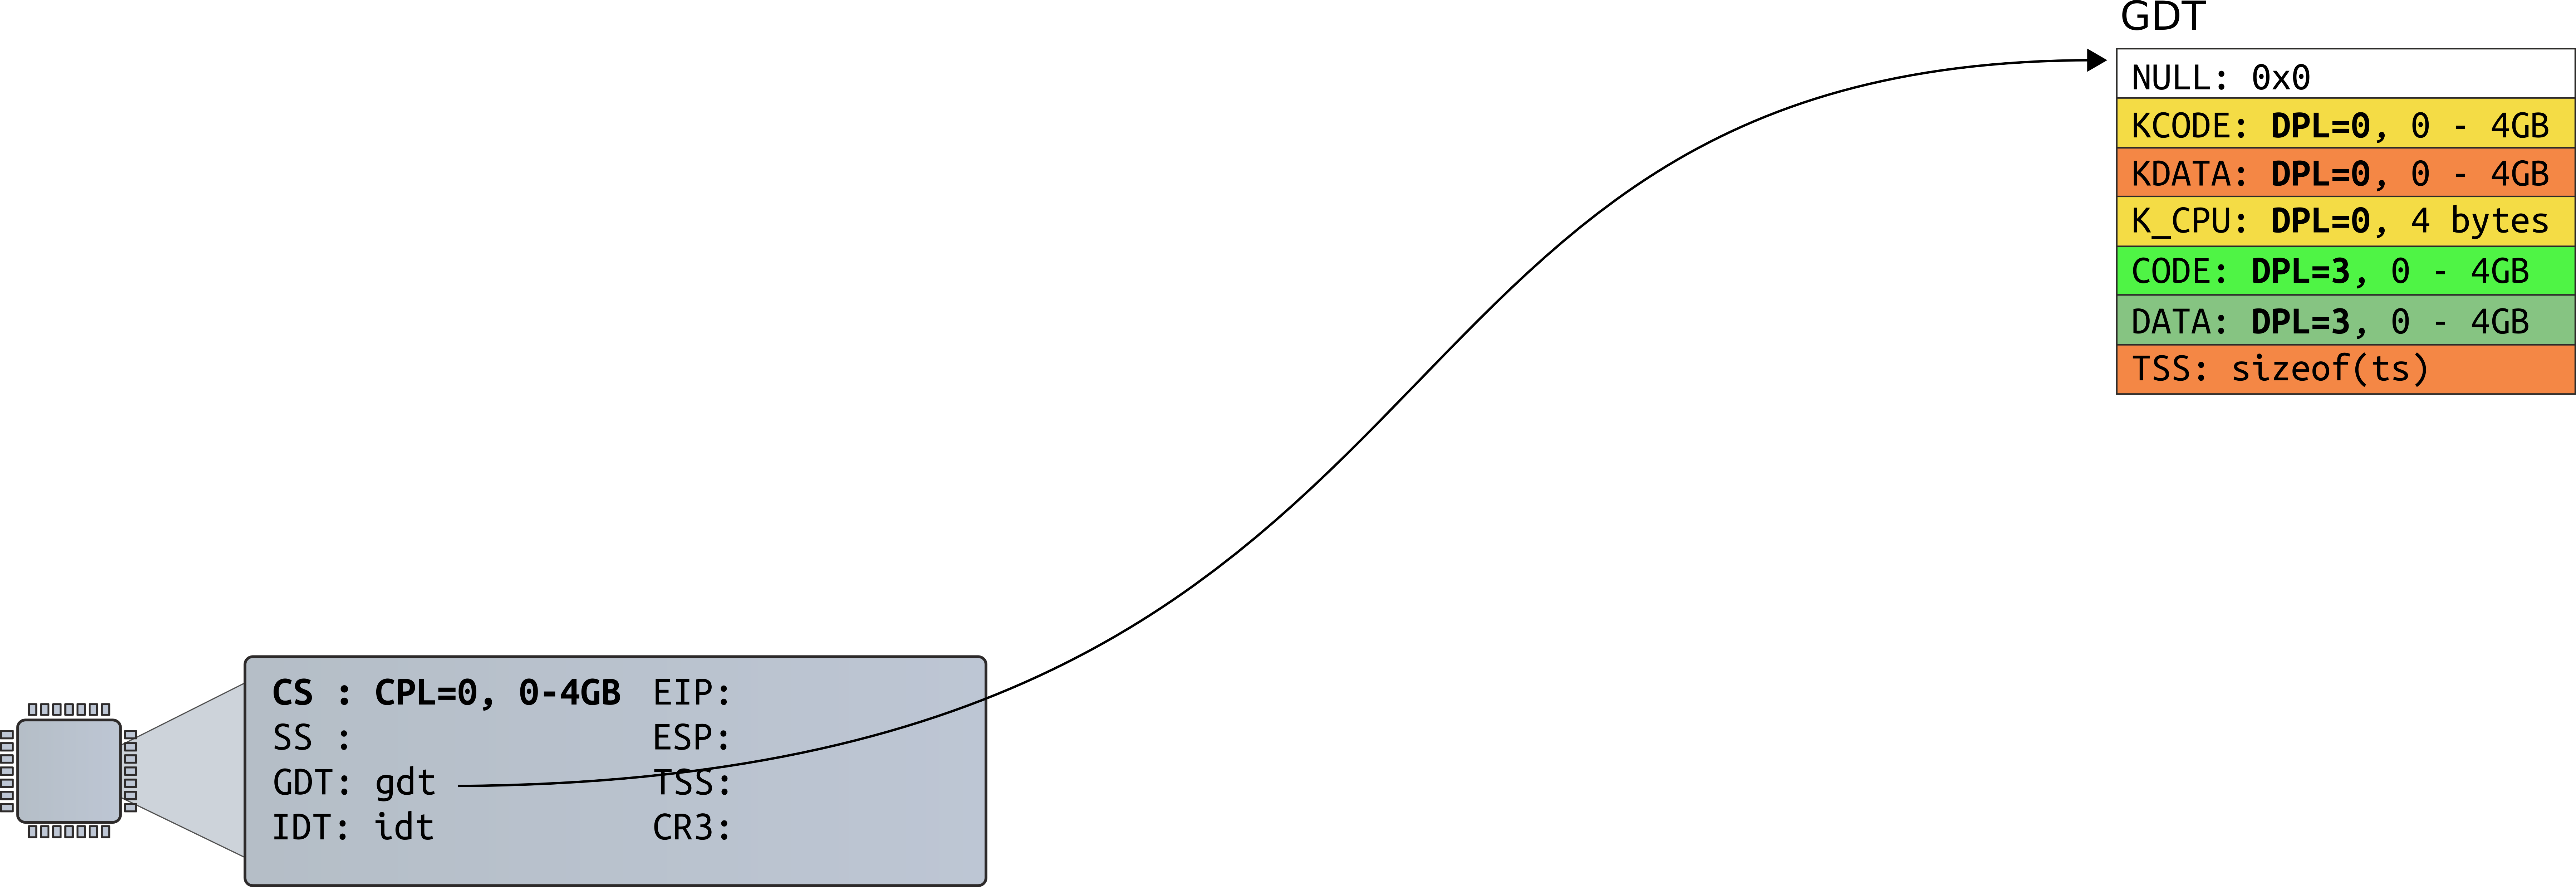 GDT
NULL: 0x0
KCODE: DPL=0, 0 - 4GB
KDATA: DPL=0, 0 - 4GB
K_CPU: DPL=0, 4 bytes
CODE: DPL=3, 0 - 4GB
DATA: DPL=3, 0 - 4GB
TSS: sizeof(ts)
CS : CPL=0, 0-4GB EIP:
SS : ESP:
GDT: gdt TSS:
IDT: idt CR3: